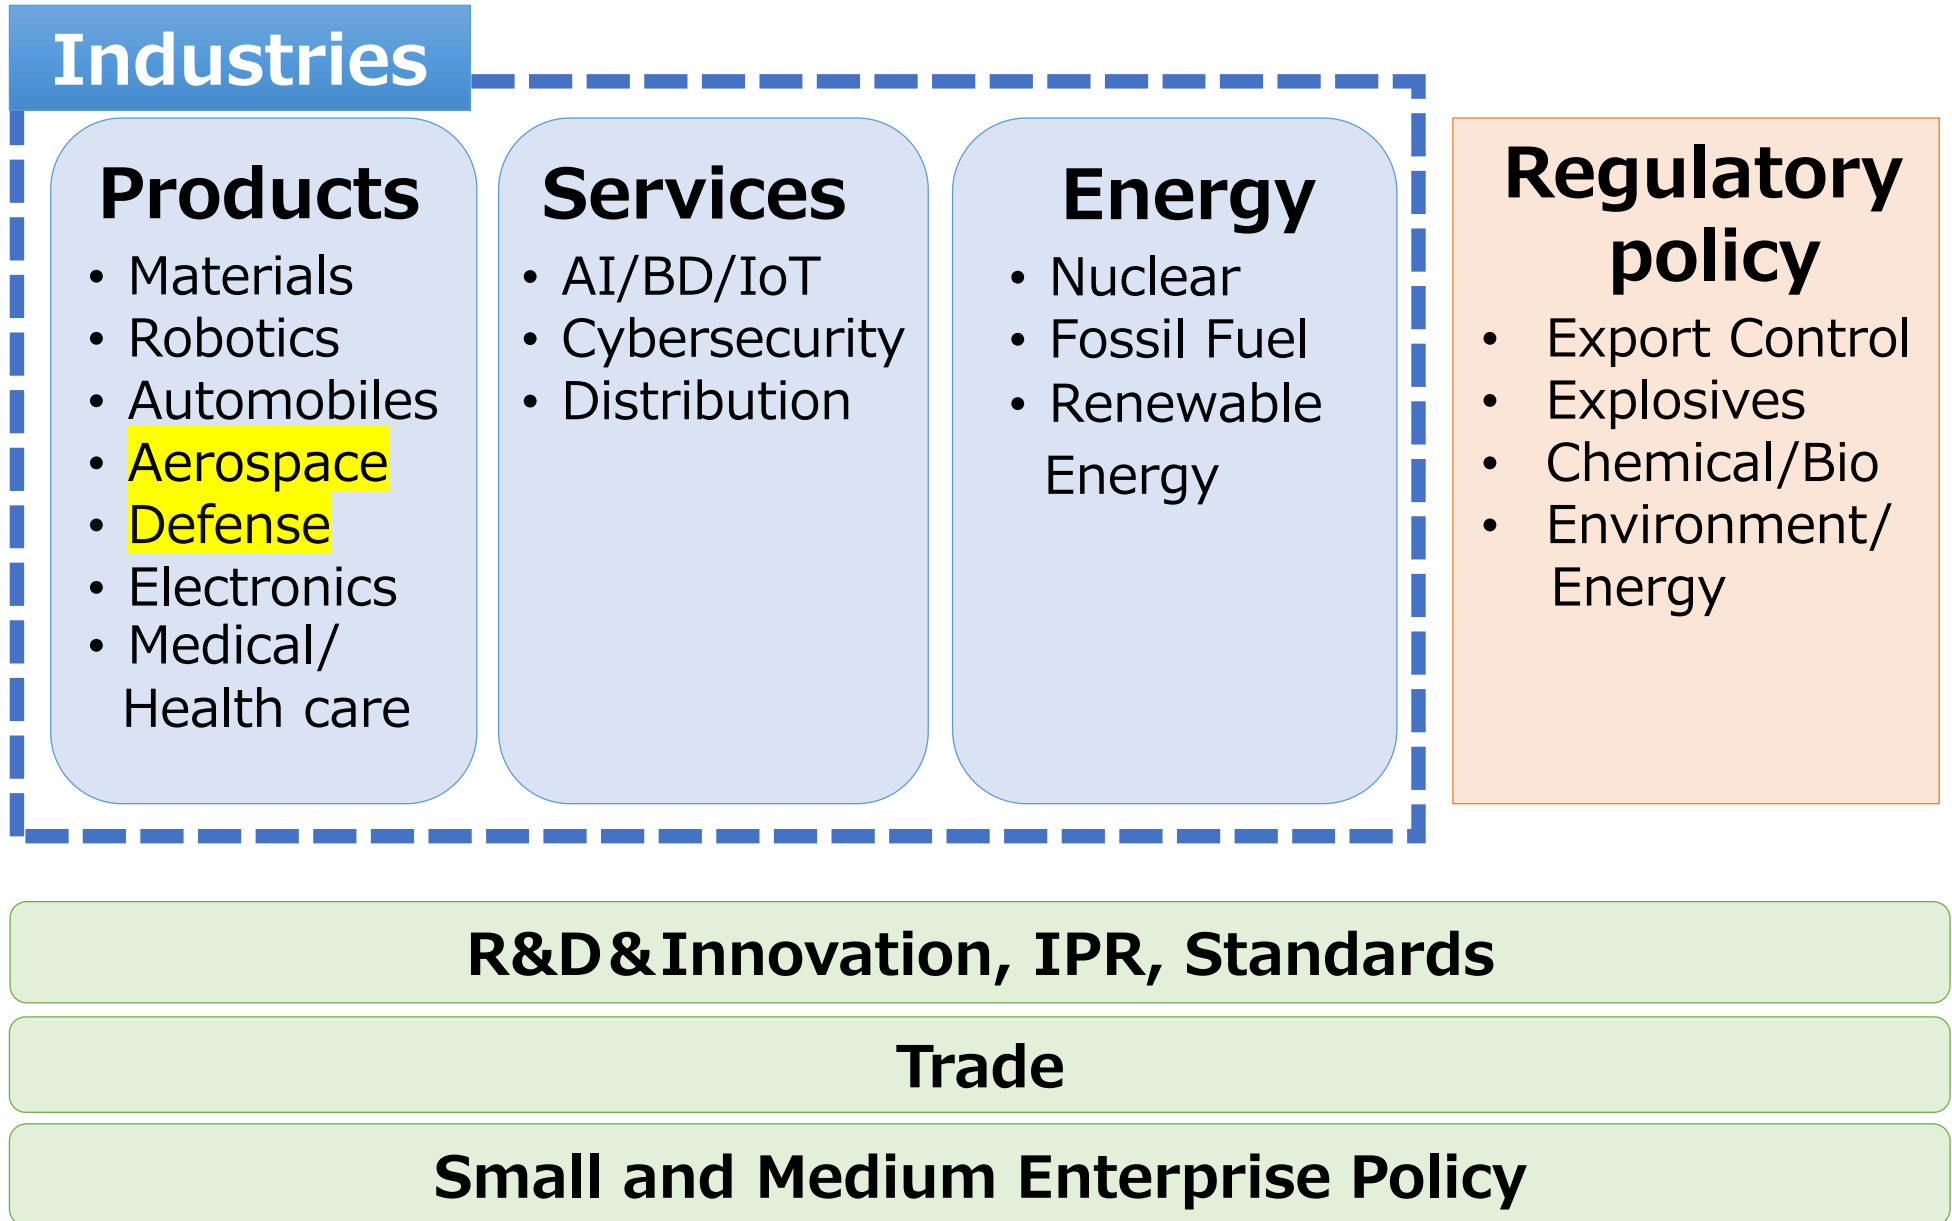 Industries
Products
• Materials
• Robotics
• Automobiles
• Aerospace
• Defense
• Electronics
• Medical/
Health care
Services
• AI/BD/IoT
• Cybersecurity
• Distribution
Energy
• Nuclear
• Fossil Fuel
• Renewable
Energy
Regulatory
policy
• Export Control
• Explosives
• Chemical/Bio
• Environment/
Energy
R&D&Innovation, IPR, Standards
Trade
Small and Medium Enterprise Policy